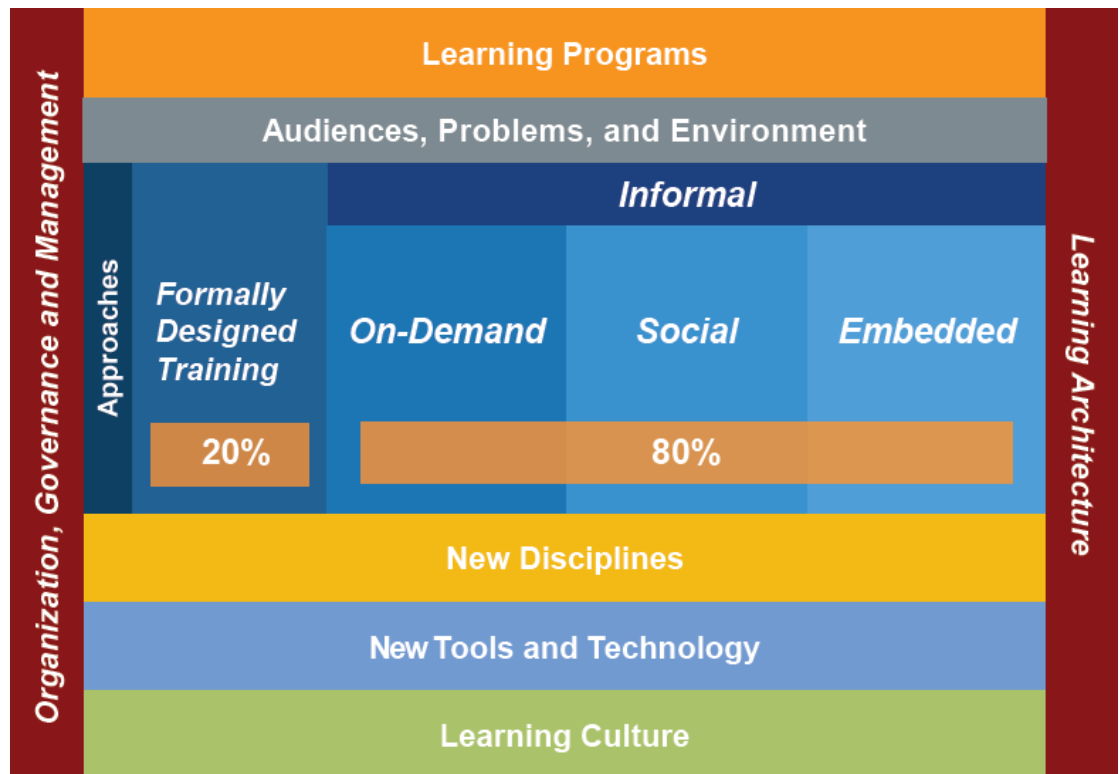 Organization, Governance and Management
Learning Programs
Audiences, Problems, and Environment
Approaches
Formally
Designed
Training
20%
Informal
On-Demand
Social
Embedded
80%
New Disciplines
New Tools and Technology
Learning Culture
Learning Architecture